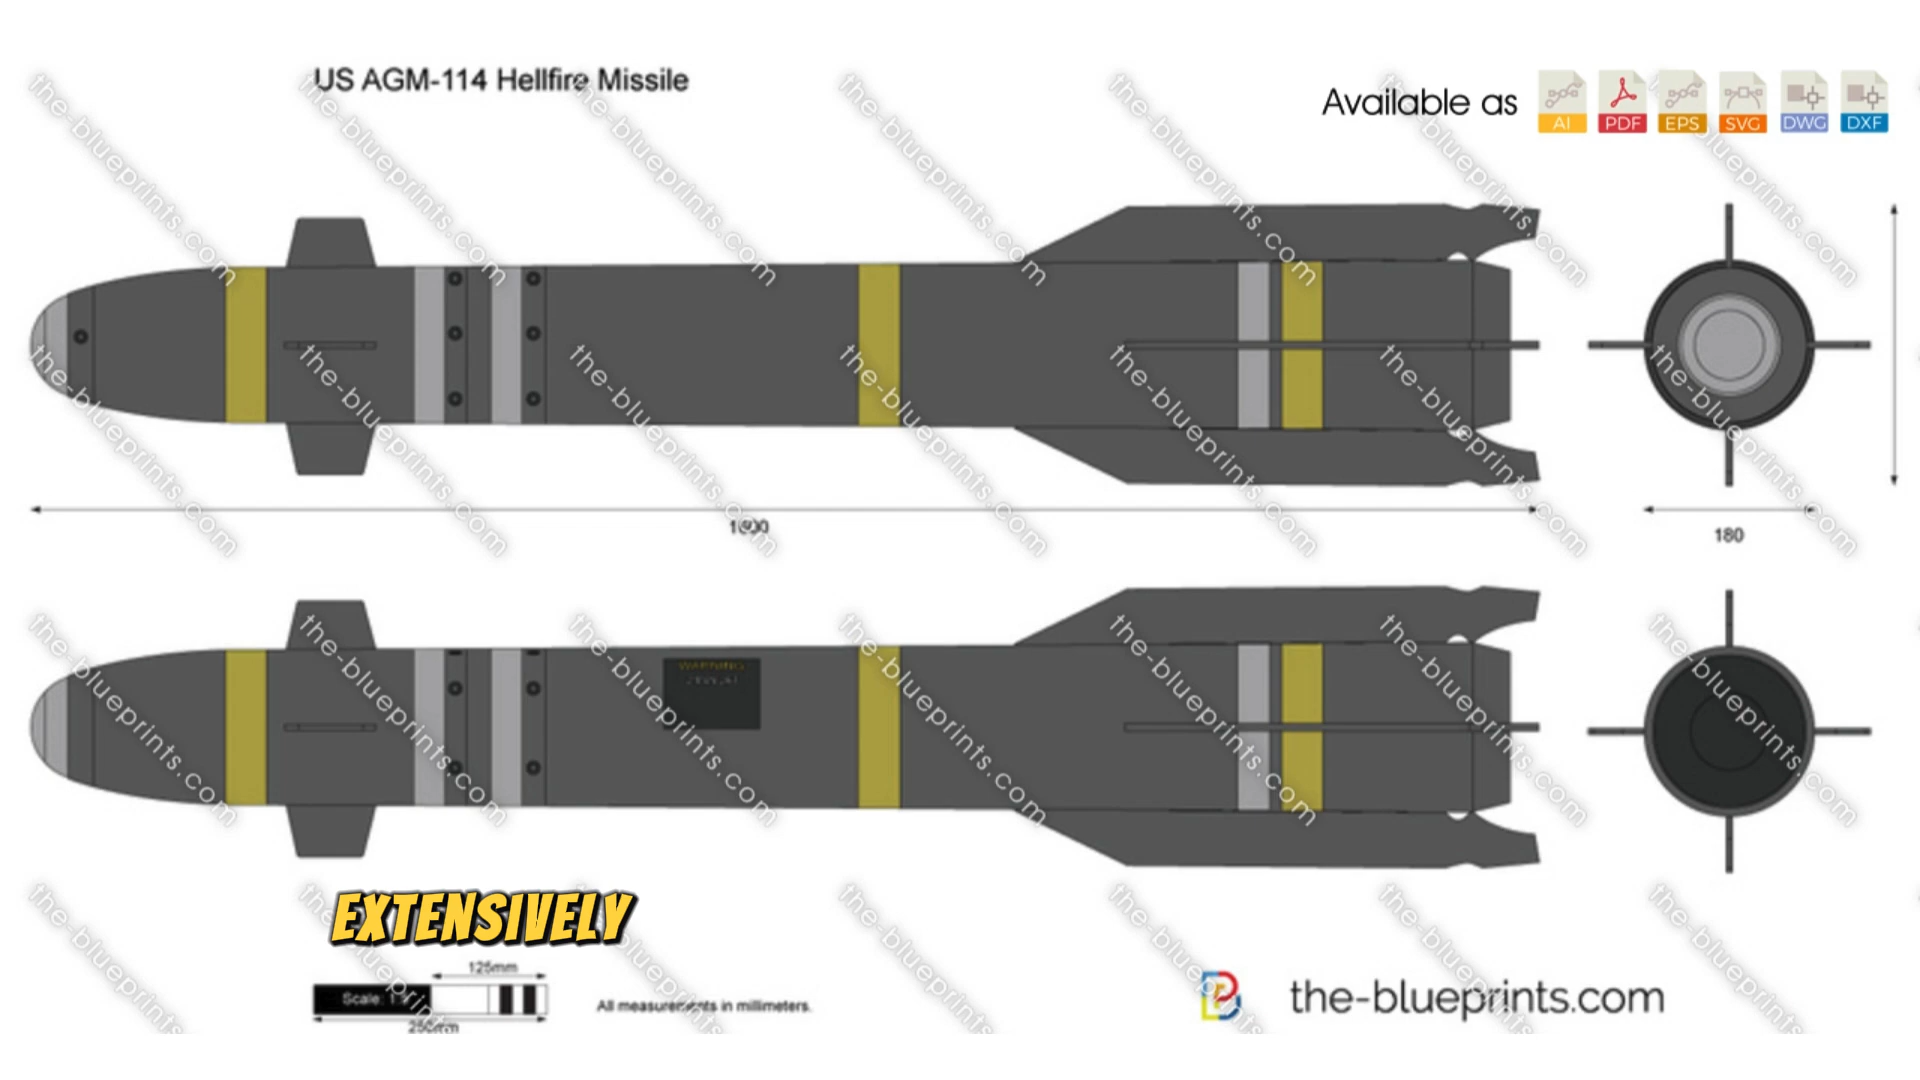 US AGM-114 Hellfire Missile
Available as
AI PDF EPS SVG DWG DXF
180
WARNING
EXTENSIVELY
125mm
Scale:
250mm
All measurements in millimeters.
the-blueprints.com